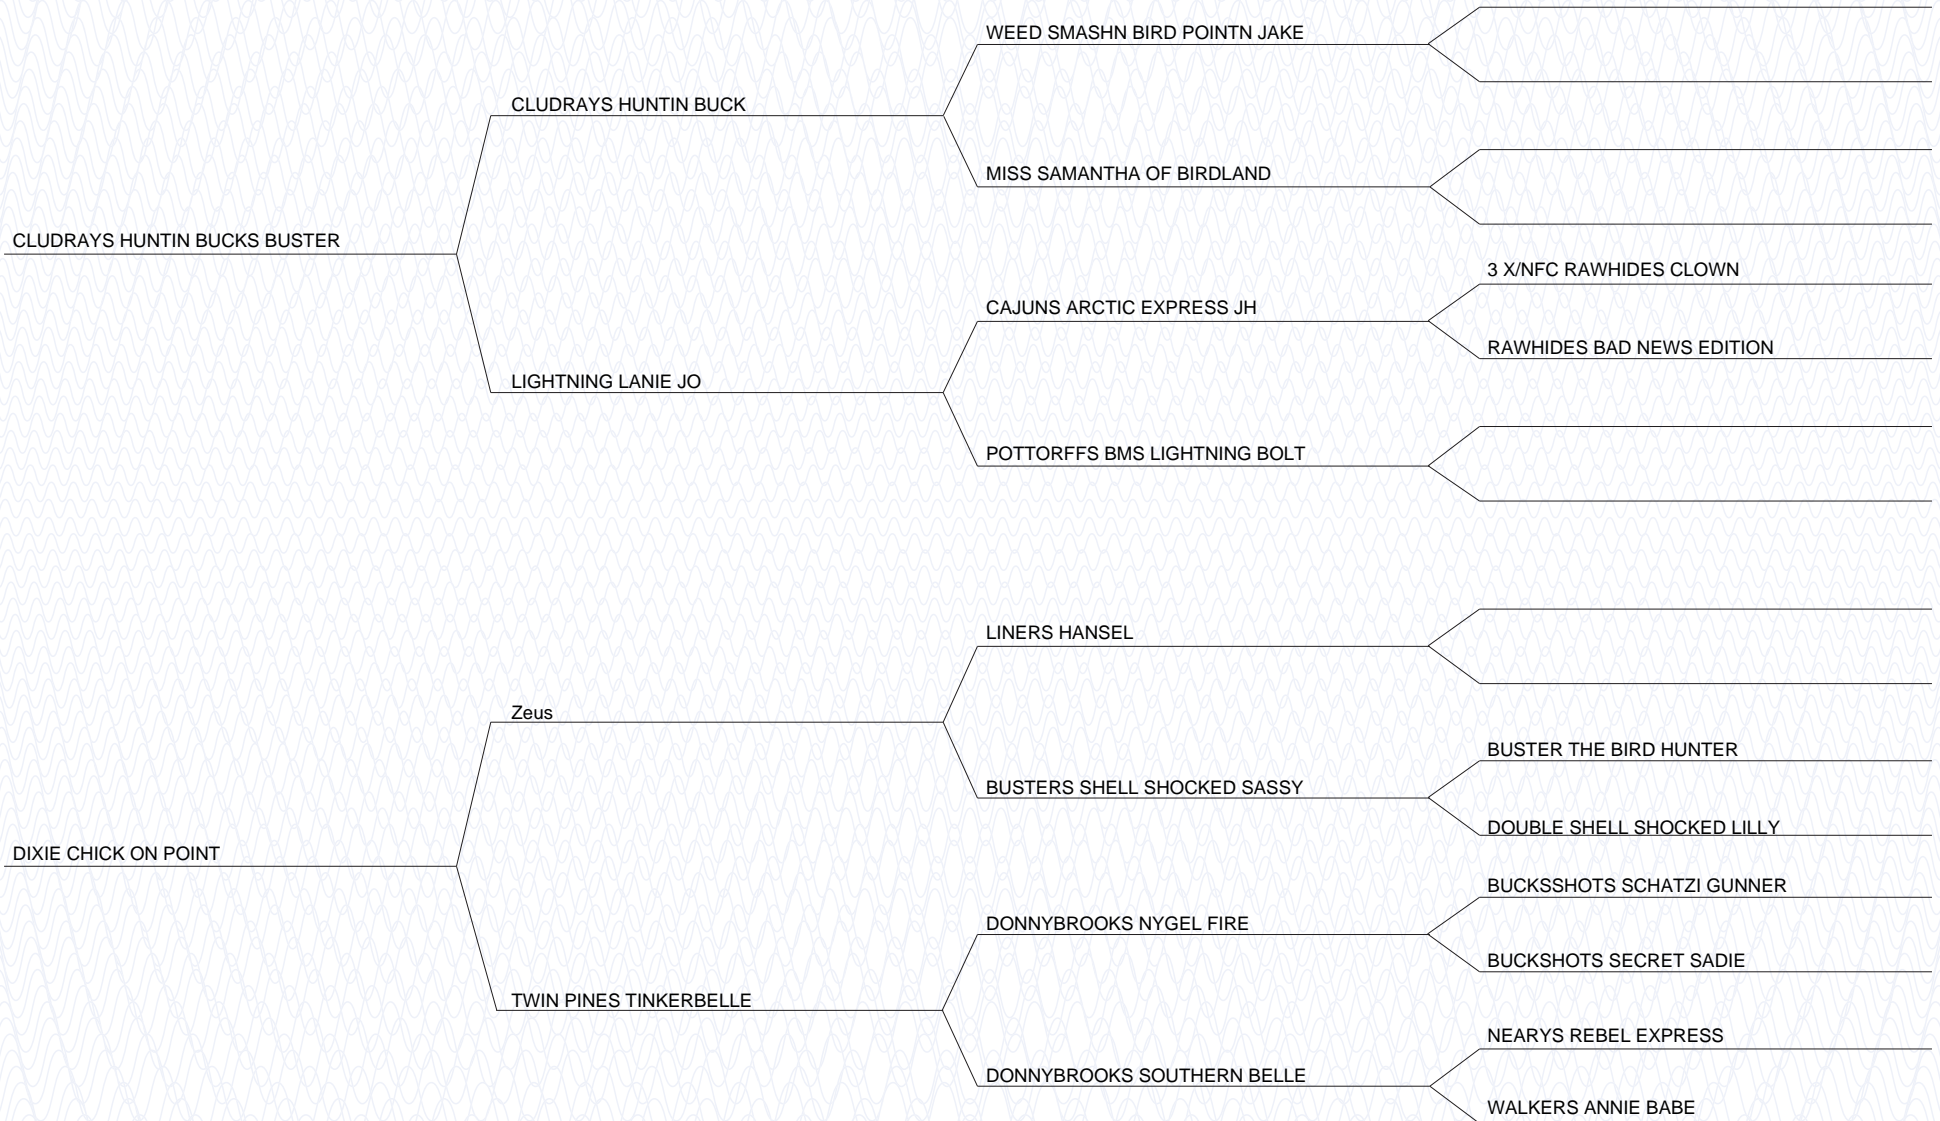 WEED SMASHN BIRD POINTN JAKE
CLUDRAYS HUNTIN BUCK
MISS SAMANTHA OF BIRDLAND
CLUDRAYS HUNTIN BUCKS BUSTER
3 X/NFC RAWHIDES CLOWN
CAJUNS ARCTIC EXPRESS JH
RAWHIDES BAD NEWS EDITION
LIGHTNING LANIE JO
POTTORFFS BMS LIGHTNING BOLT
LINERS HANSEL
Zeus
BUSTER THE BIRD HUNTER
BUSTERS SHELL SHOCKED SASSY
DOUBLE SHELL SHOCKED LILLY
DIXIE CHICK ON POINT
BUCKSSHOTS SCHATZI GUNNER
DONNYBROOKS NYGEL FIRE
BUCKSHOTS SECRET SADIE
TWIN PINES TINKERBELLE
NEARYS REBEL EXPRESS
DONNYBROOKS SOUTHERN BELLE
WALKERS ANNIE BABE